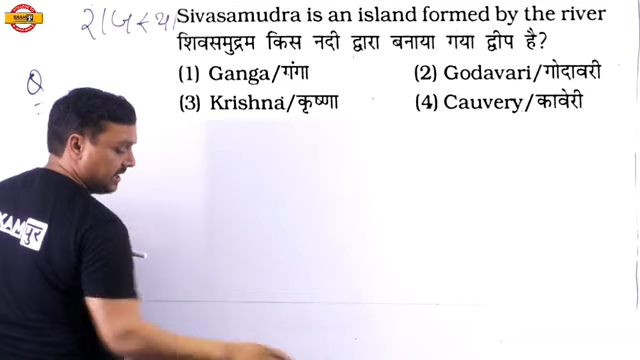 Sivasamudra is an island formed by the river
शिवसमुद्रम किस नदी द्वारा बनाया गया द्वीप है?
(1) Ganga/गंगा
(2) Godavari/गोदावरी
(3) Krishna/कृष्णा
(4) Cauvery/कावेरी
Q
EXAM
पुर